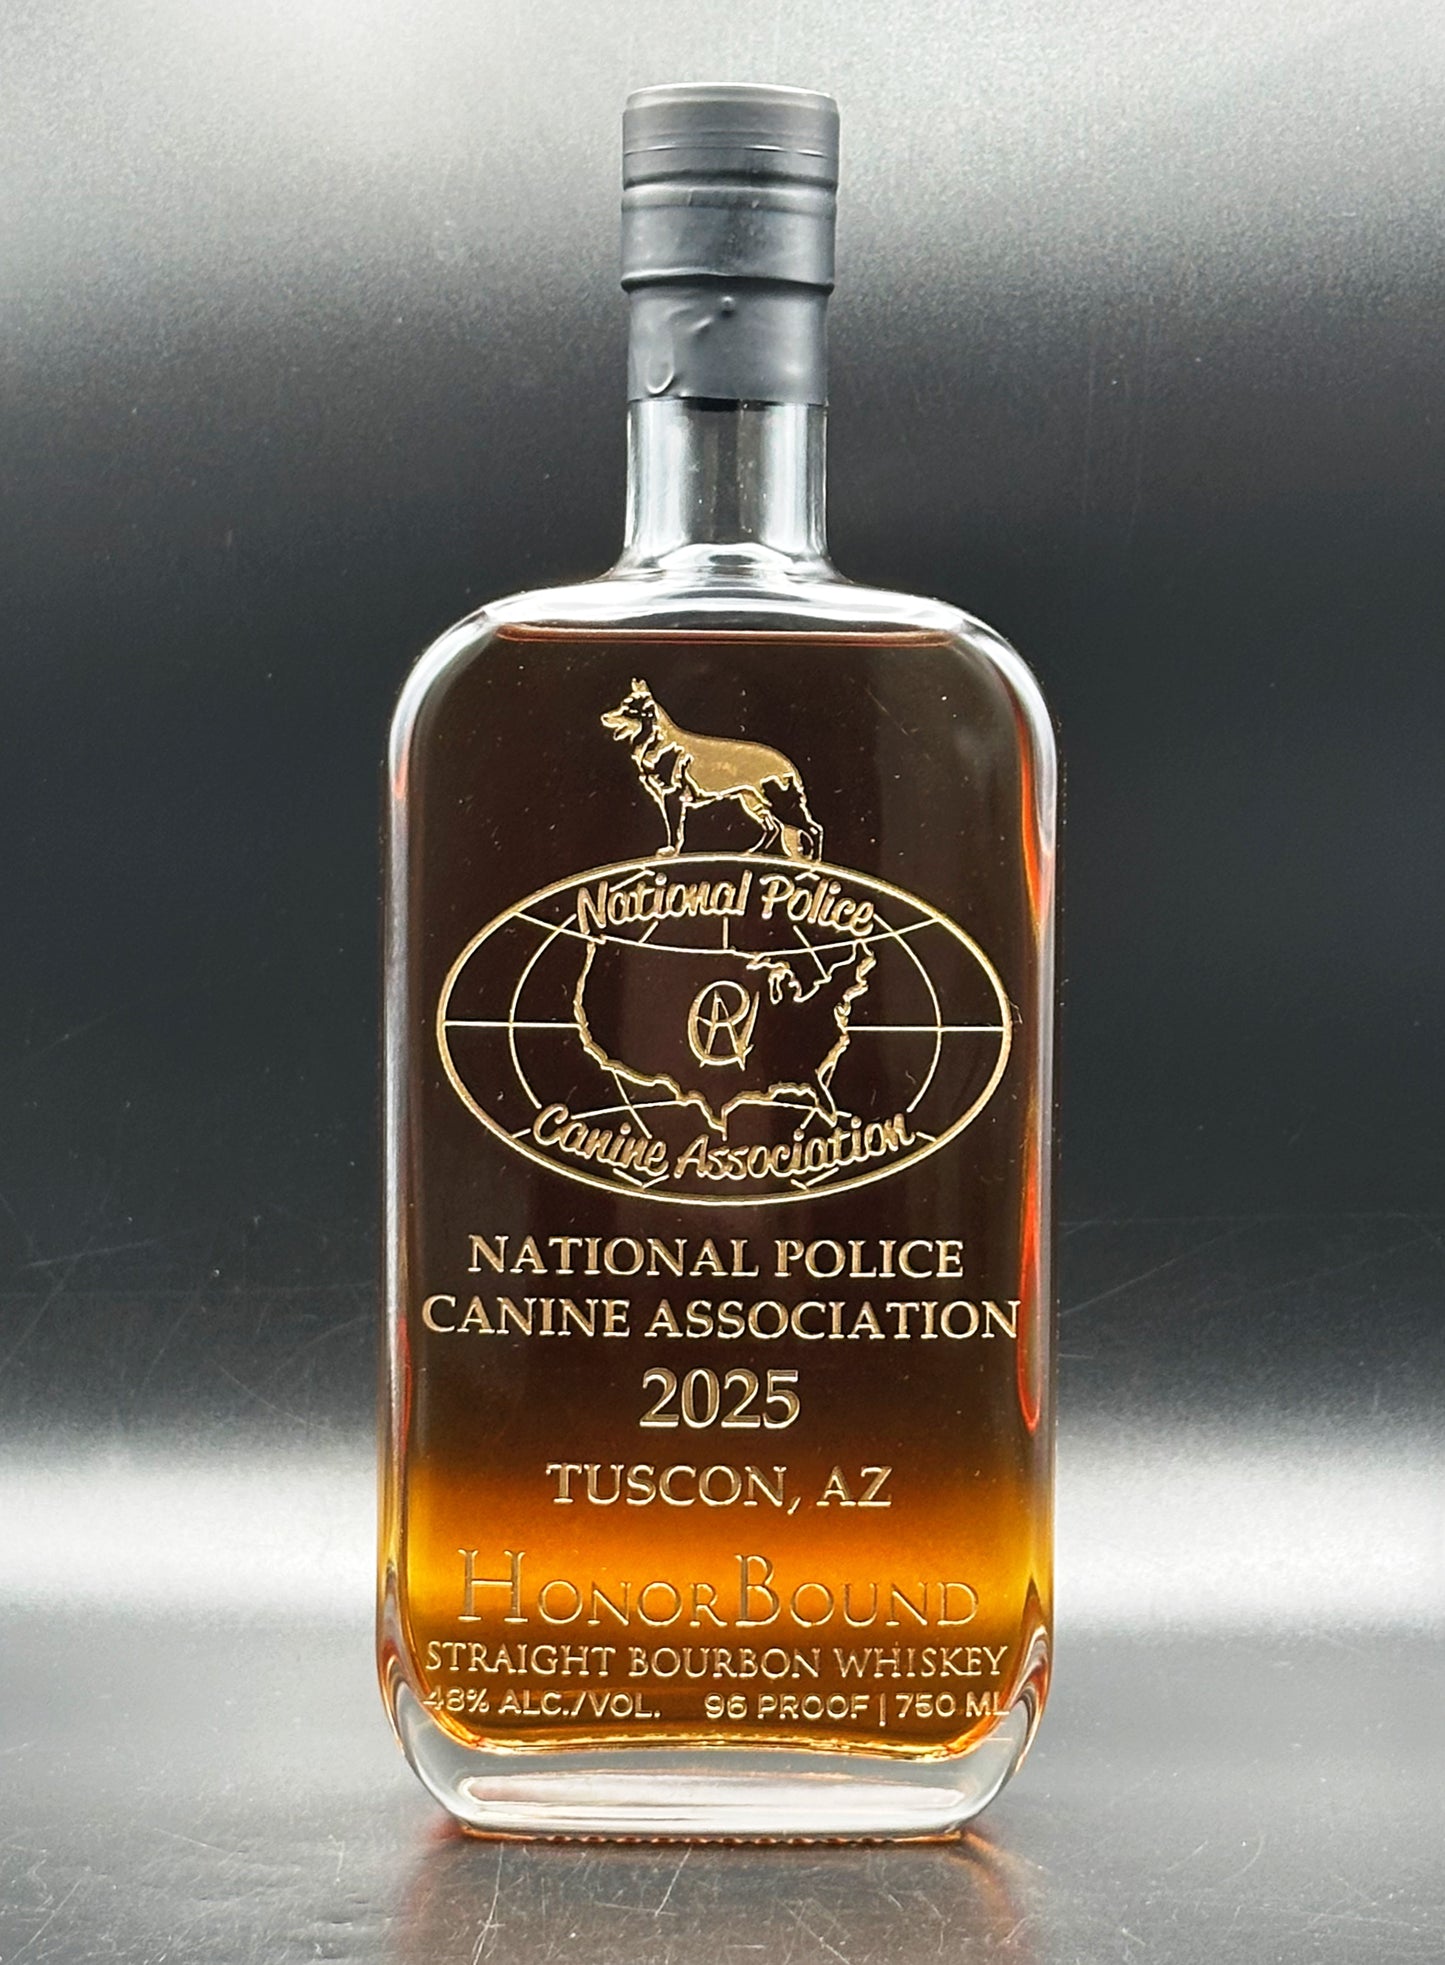 National Police
Canine Association
NATIONAL POLICE
CANINE ASSOCIATION
2025
TUSCON, AZ
HONORBOUND
STRAIGHT BOURBON WHISKEY
48% ALC./VOL. 96 PROOF | 750 ML